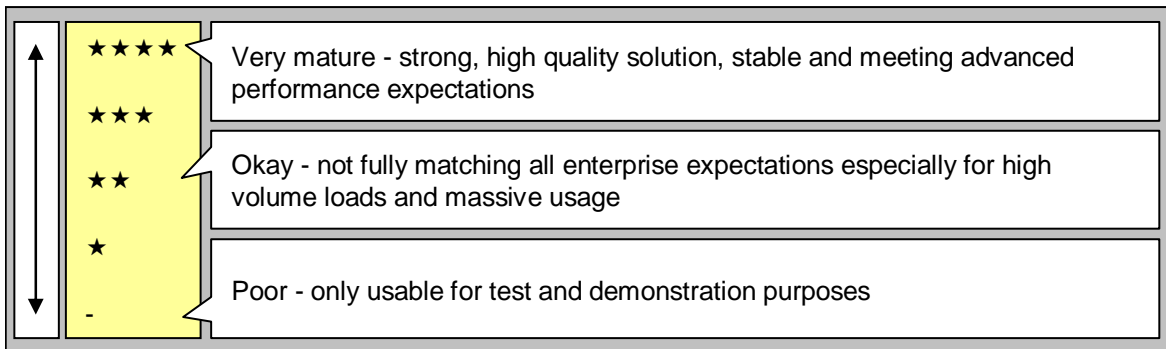 ★★★★
Very mature - strong, high quality solution, stable and meeting advanced
performance expectations
★★★
★★
Okay - not fully matching all enterprise expectations especially for high
volume loads and massive usage
★
-
Poor - only usable for test and demonstration purposes